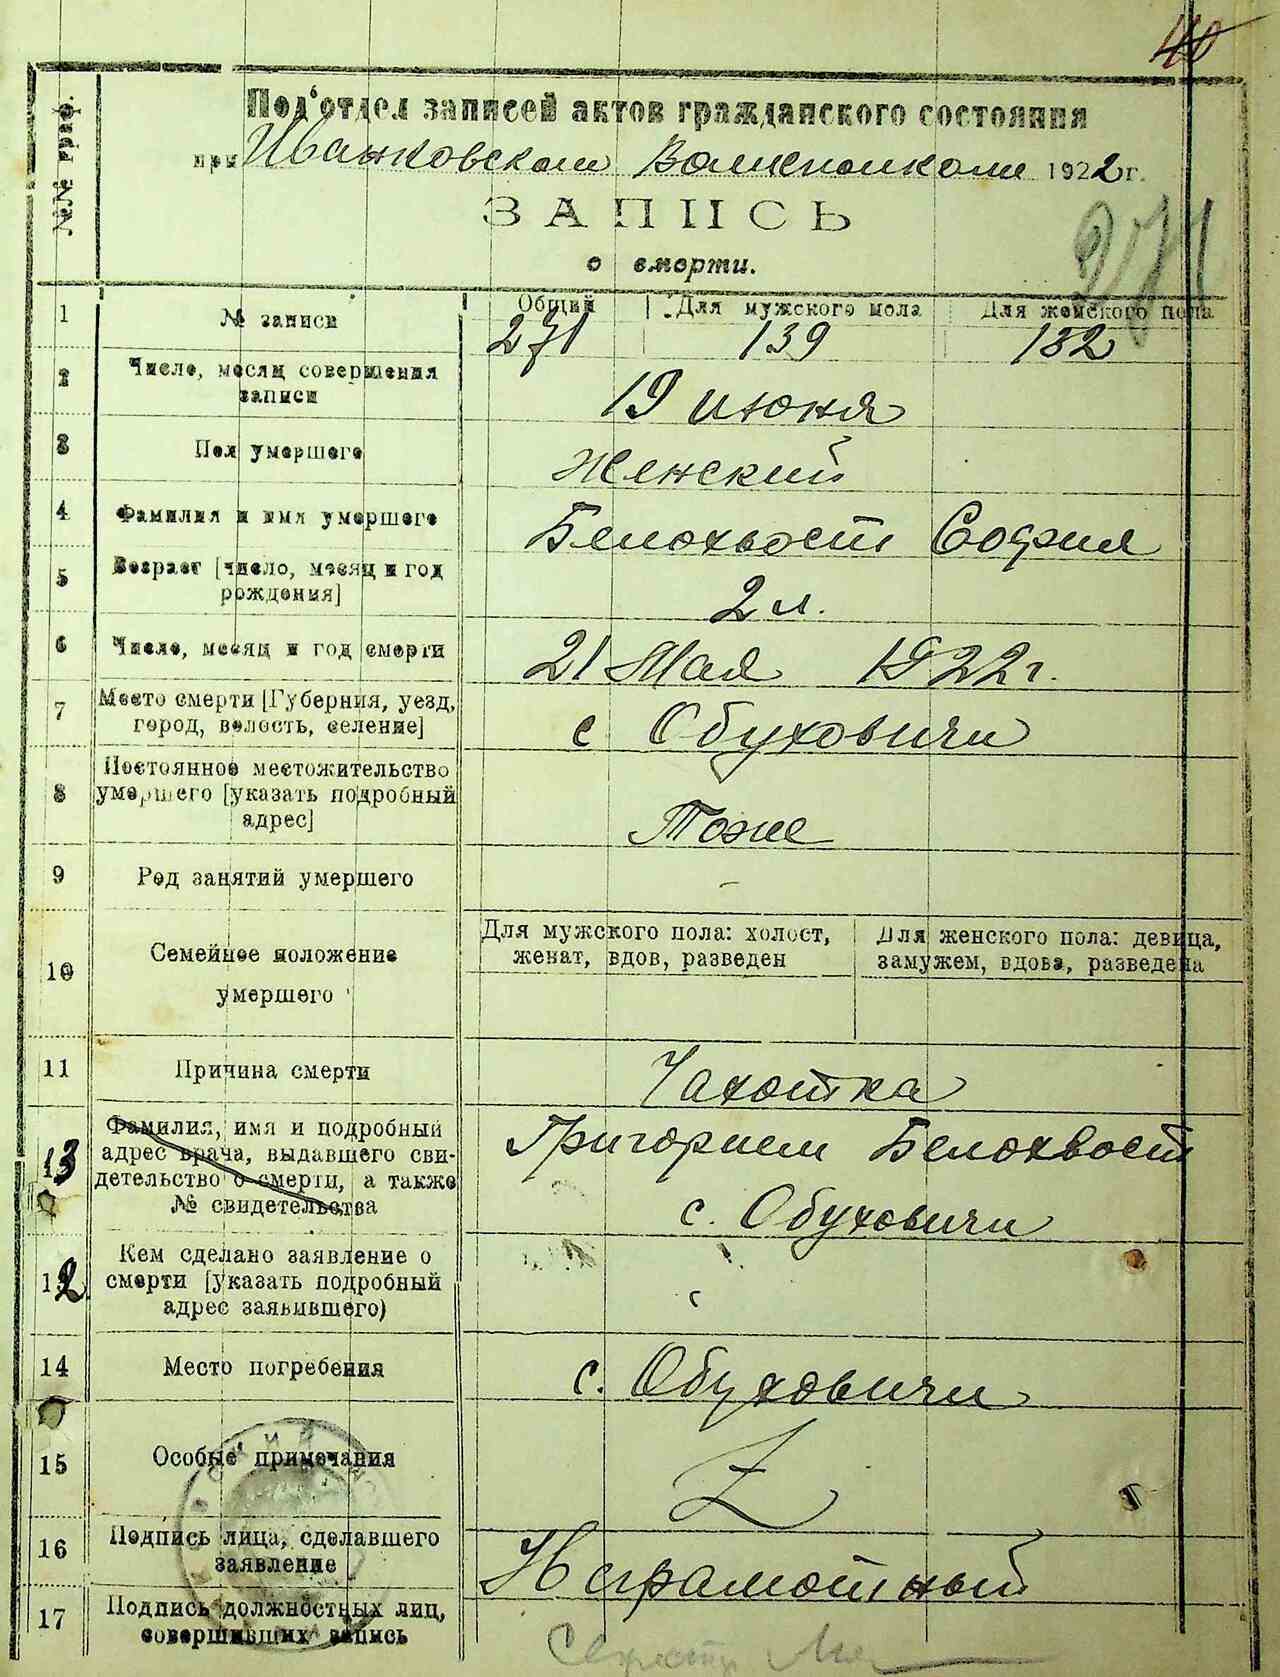 40
№№ граф.
Под'отдел записей актов гражданского состояния
при Иванковском Волисполкоме 1922 г.
ЗАПИСЬ
о смерти.
271
1 № записи Общий Для мужского пола Для женского пола
271 139 132
2 Число, месяц совершения
записи
19 июня
3 Пол умершего Женский
4 Фамилия и имя умершего Белохвост София
5 Возраст [число, месяц и год
рождения]
2 л.
6 Число, месяц и год смерти 21 Мая 1922 г.
7 Место смерти [Губерния, уезд,
город, волость, селение]
с Обуховичи
8 Постоянное местожительство
умершего [указать подробный
адрес]
Тоже
9 Род занятий умершего –
10 Семейное положение
умершего
Для мужского пола: холост,
женат, вдов, разведен
Для женского пола: девица,
замужем, вдова, разведена
11 Причина смерти Чахотка
13 Фамилия, имя и подробный
адрес врача, выдавшего сви-
детельство о смерти, а также
№ свидетельства
Григорием Белохвост
с. Обуховичи
12 Кем сделано заявление о
смерти [указать подробный
адрес заявившего)
14 Место погребения с. Обуховичи
15 Особые примечания Z
16 Подпись лица, сделавшего
заявление
Неграмотный
17 Подпись должностных лиц,
совершивших запись